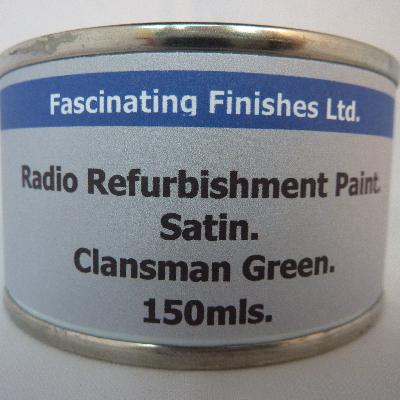 Fascinating Finishes Ltd.
Radio Refurbishment Paint.
Satin.
Clansman Green.
150mls.